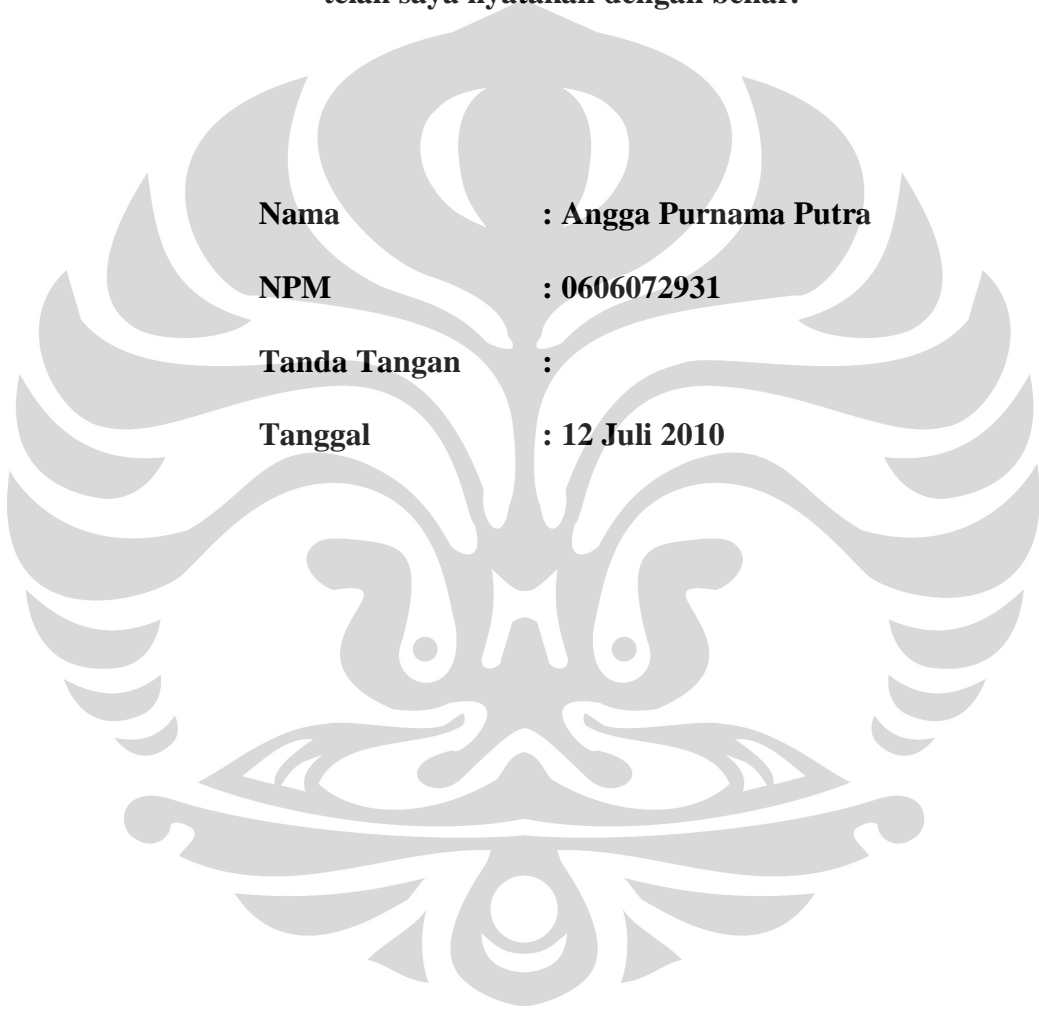 telah saya nyatakan dengan benar.
Nama : Angga Purnama Putra
NPM : 0606072931
Tanda Tangan :
Tanggal : 12 Juli 2010